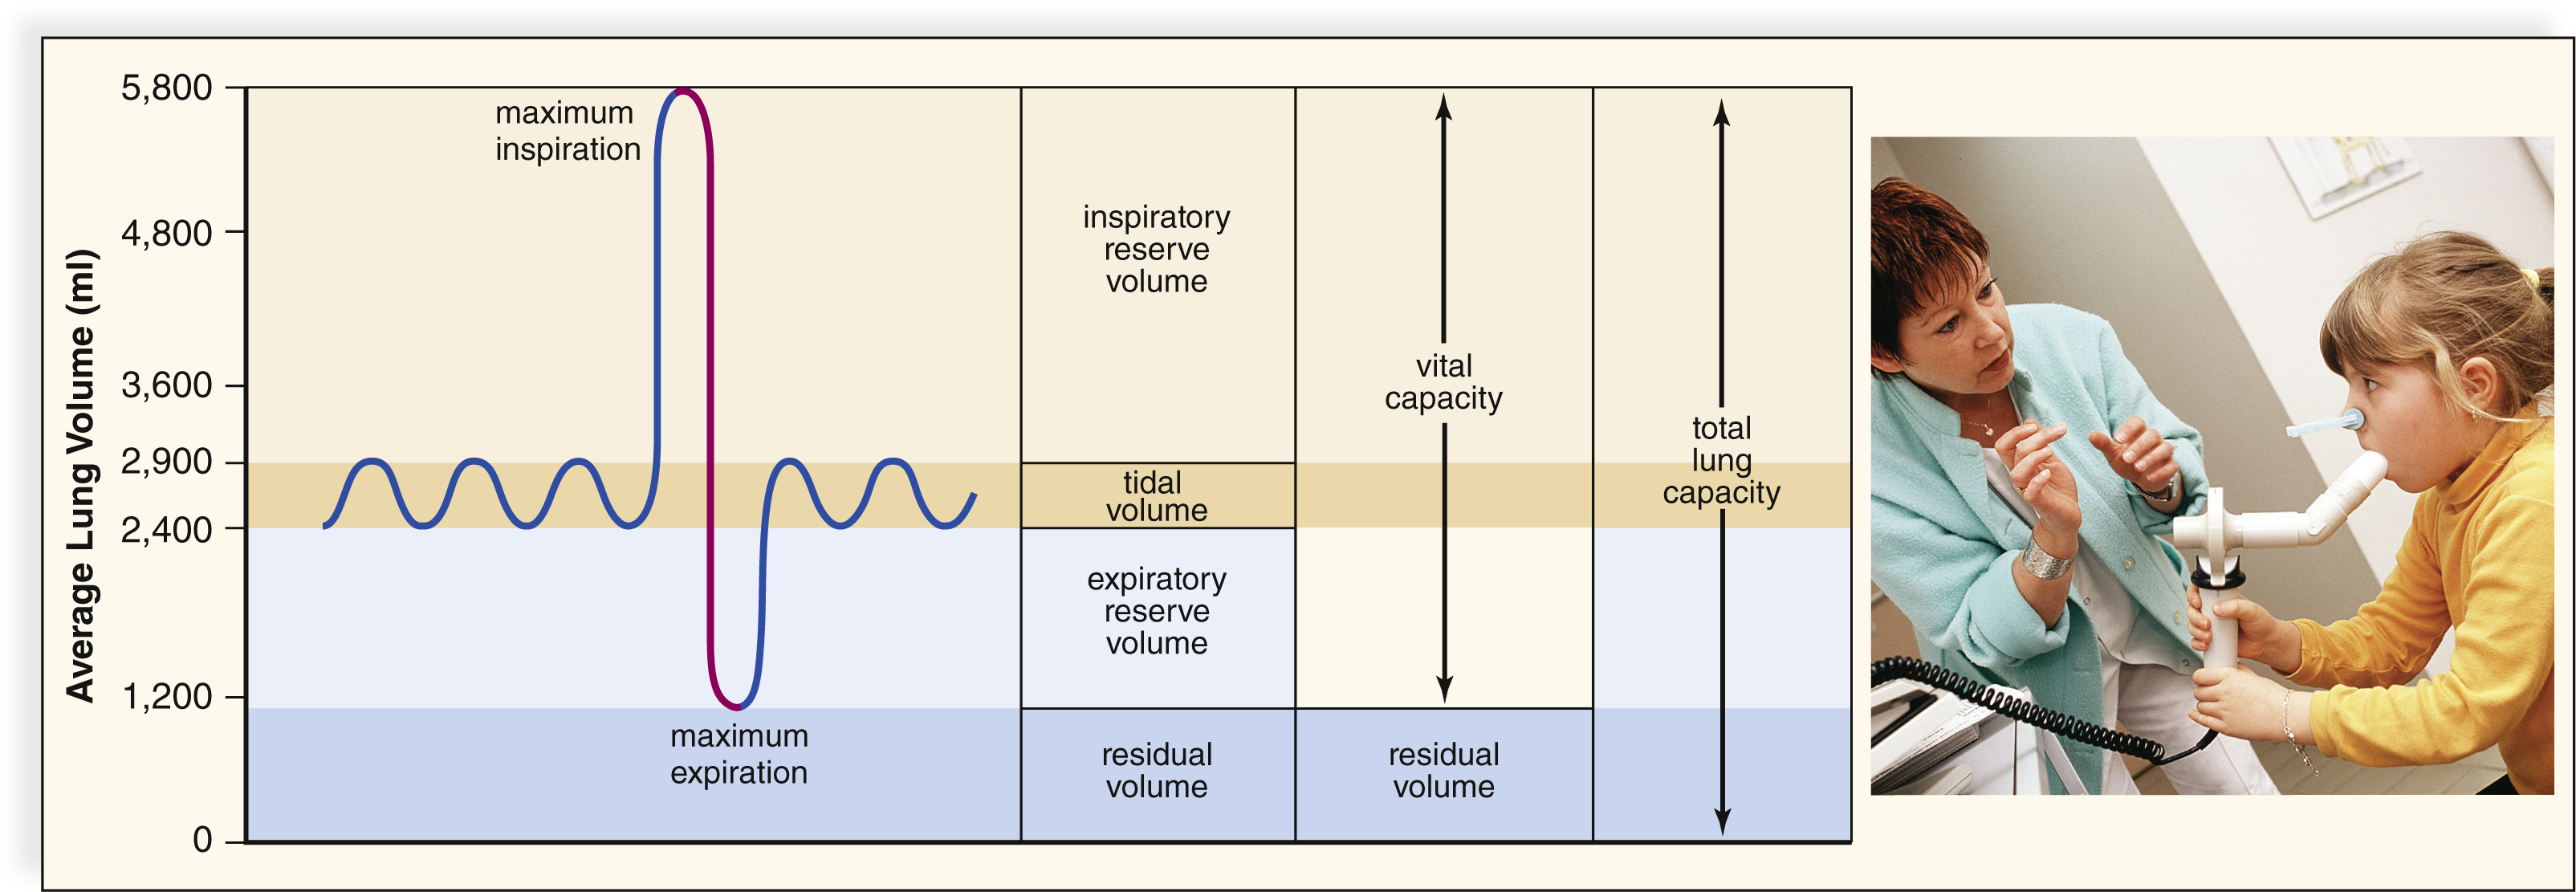 Average Lung Volume (ml)
5,800
4,800
3,600
2,900
2,400
1,200
0
maximum
inspiration
maximum
expiration
inspiratory
reserve
volume
tidal
volume
expiratory
reserve
volume
residual
volume
vital
capacity
residual
volume
total
lung
capacity